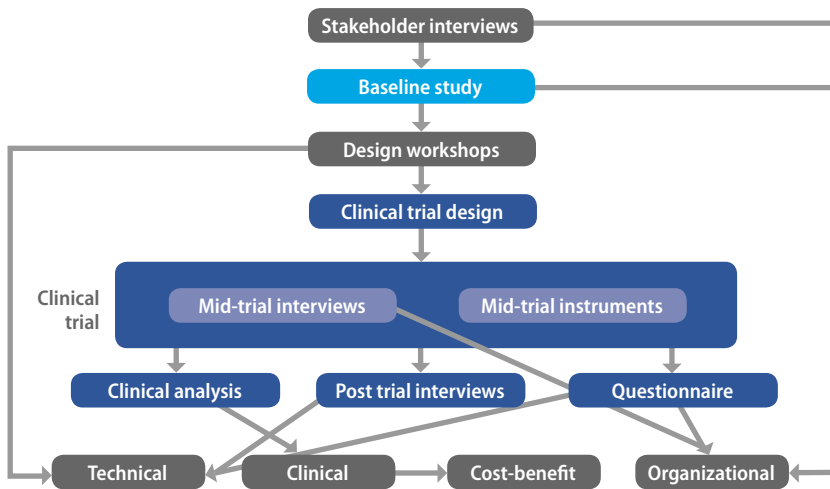 Stakeholder interviews
Baseline study
Design workshops
Clinical trial design
Clinical
trial
Mid-trial interviews
Mid-trial instruments
Clinical analysis
Post trial interviews
Questionnaire
Technical
Clinical
Cost-benefit
Organizational